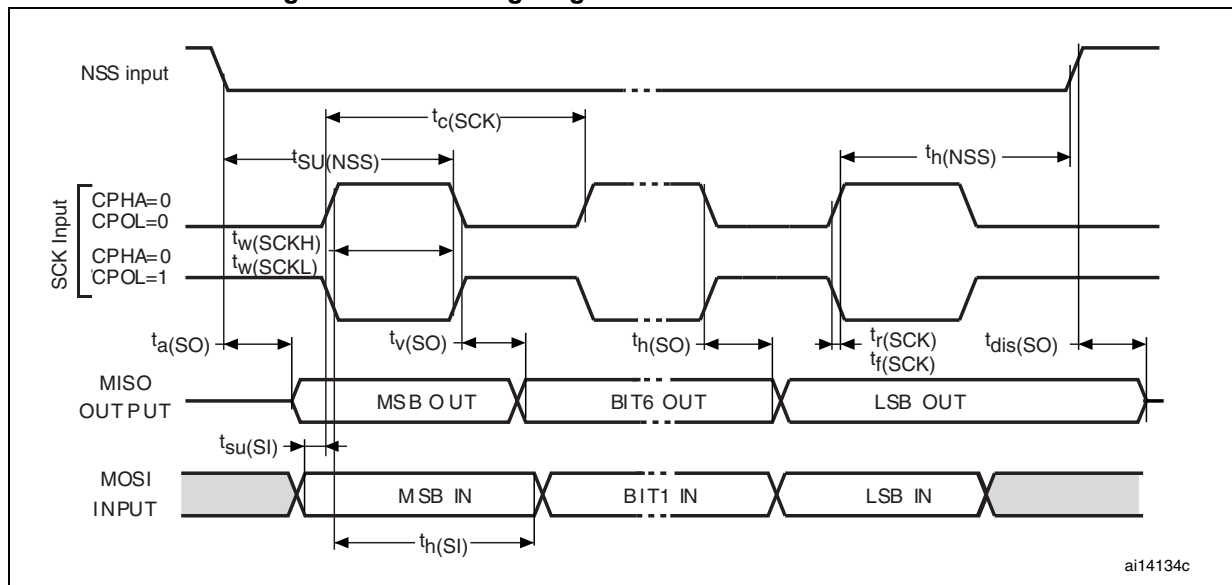 NSS input
tc(SCK)
tSU(NSS)
th(NSS)
SCK Input
CPHA=0
CPOL=0
tw(SCKH)
CPHA=0
tw(SCKL)
CPOL=1
ta(SO)
tv(SO)
th(SO)
tr(SCK)
tf(SCK)
tdis(SO)
MISO
OUTPUT
MSB OUT
BIT6 OUT
LSB OUT
tsu(SI)
MOSI
INPUT
MSB IN
BIT1 IN
LSB IN
th(SI)
ai14134c